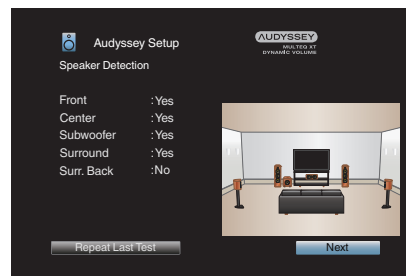 Audyssey Setup
AUDYSSEY
MULTEQ XT
DYNAMIC VOLUME
Speaker Detection
Front :Yes
Center :Yes
Subwoofer :Yes
Surround :Yes
Surr. Back :No
Repeat Last Test
Next